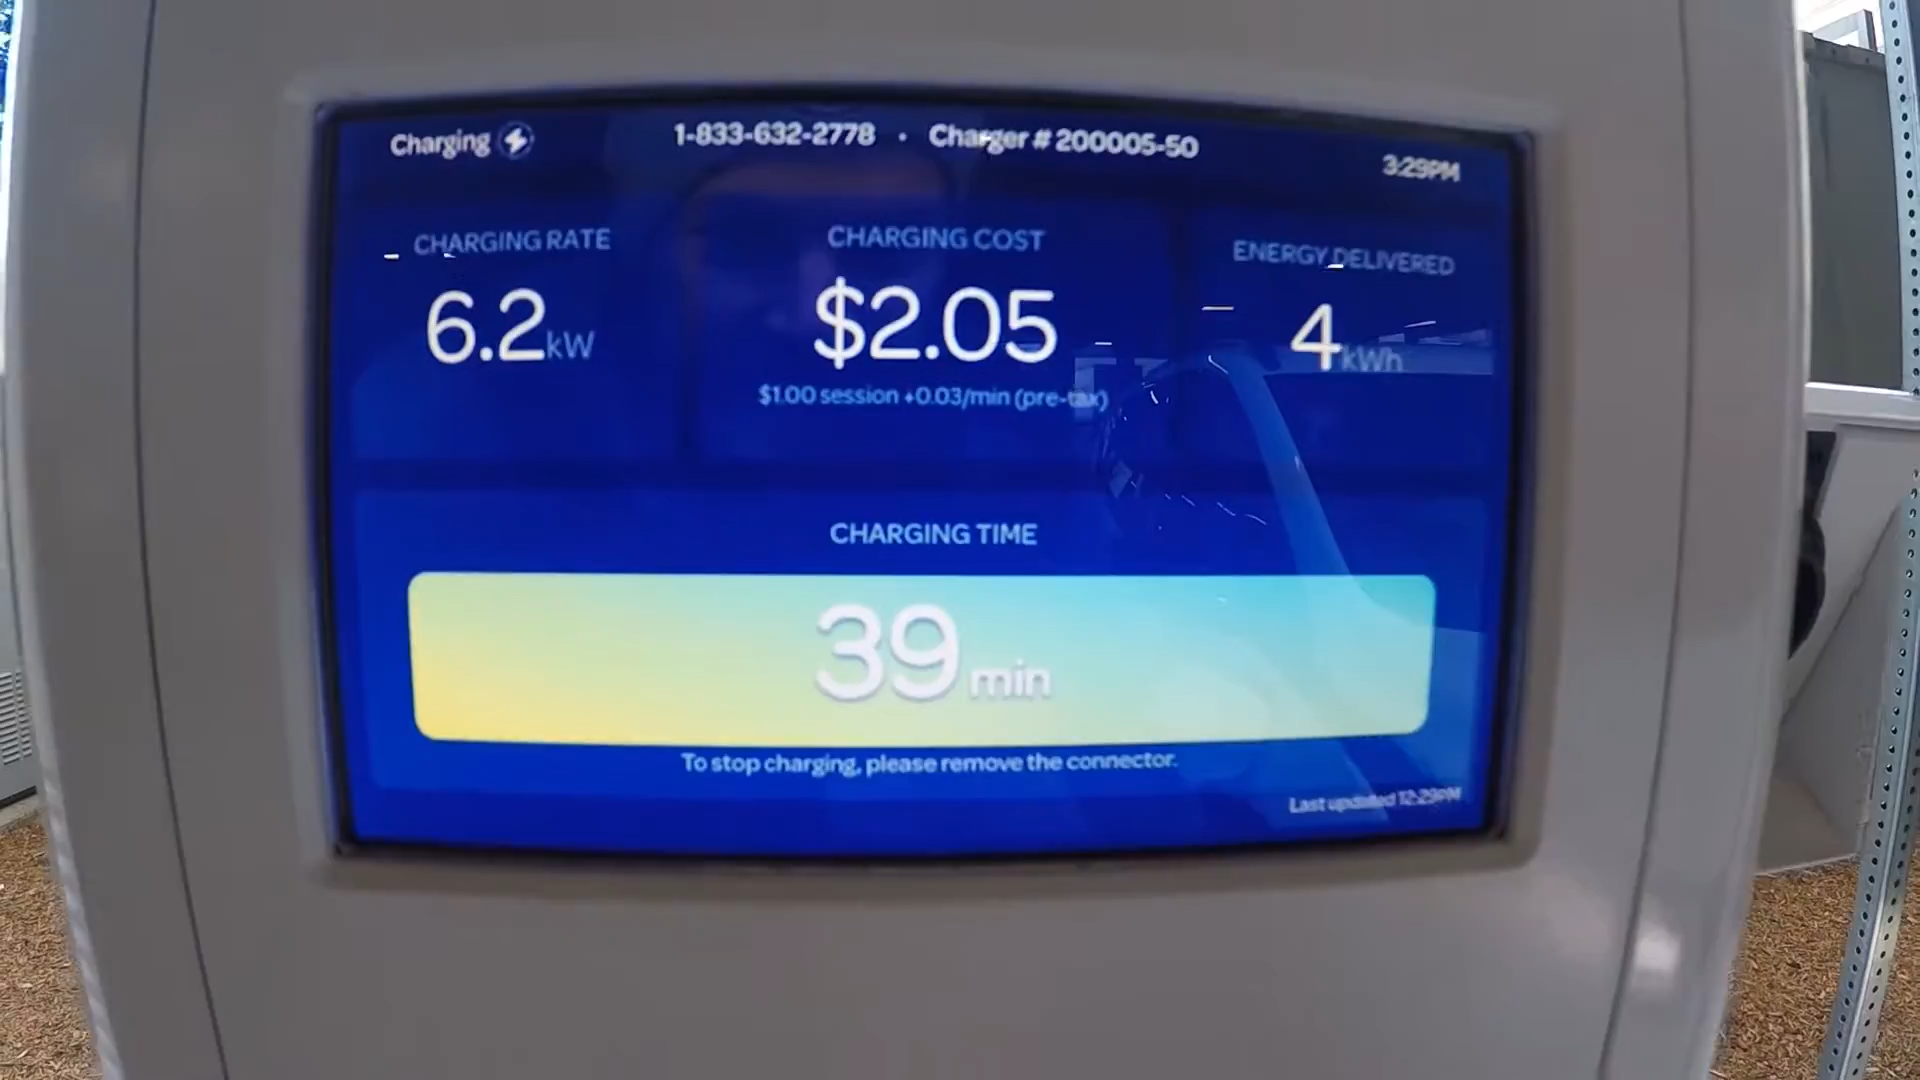 Charging
1-833-632-2778 • Charger # 200005-50
3:29PM
CHARGING RATE
6.2kW
CHARGING COST
$2.05
$1.00 session +0.03/min (pre-tax)
ENERGY DELIVERED
4kWh
CHARGING TIME
39 min
To stop charging, please remove the connector.
Last updated 12:29PM